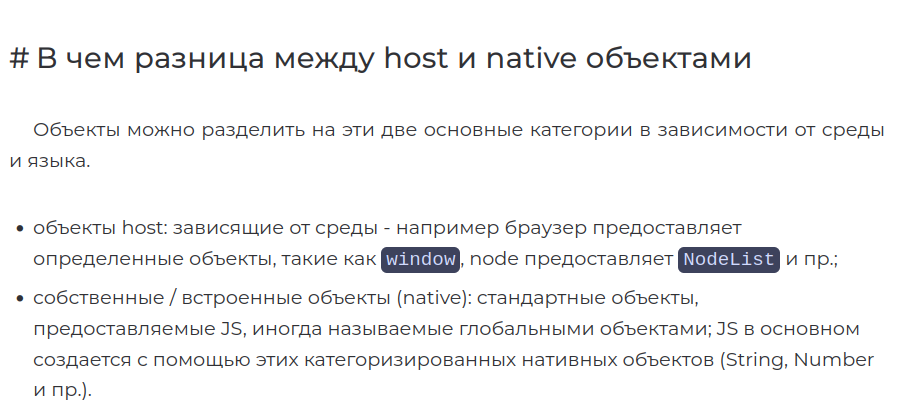 # В чем разница между host и native объектами
Объекты можно разделить на эти две основные категории в зависимости от среды
и языка.
• объекты host: зависящие от среды - например браузер предоставляет
определенные объекты, такие как window, node предоставляет NodeList и пр.;
• собственные / встроенные объекты (native): стандартные объекты,
предоставляемые JS, иногда называемые глобальными объектами; JS в основном
создается с помощью этих категоризированных нативных объектов (String, Number
и пр.).